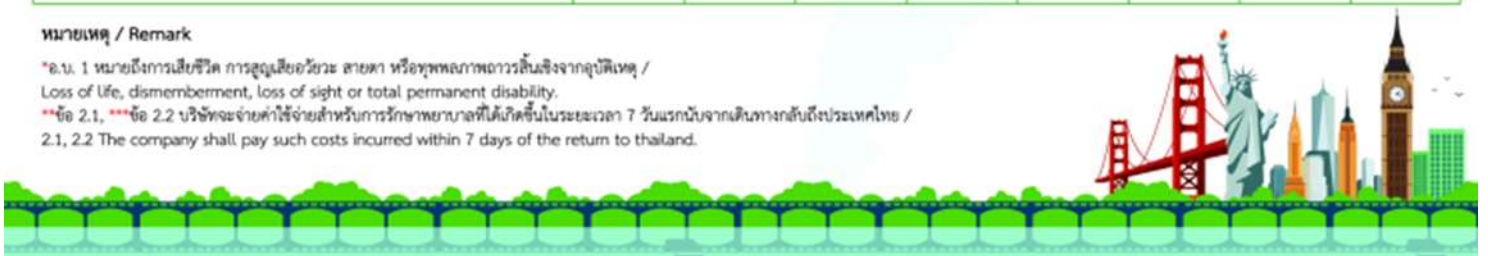 หมายเหตุ / Remark
*อ.บ. 1 หมายถึงการเสียชีวิต การสูญเสียอวัยวะ สายตา หรือทุพพลภาพถาวรสิ้นเชิงจากอุบัติเหตุ /
Loss of life, dismemberment, loss of sight or total permanent disability.
**ข้อ 2.1, ***ข้อ 2.2 บริษัทจะจ่ายค่าใช้จ่ายสำหรับการรักษาพยาบาลที่ได้เกิดขึ้นในระยะเวลา 7 วันแรกนับจากเดินทางกลับถึงประเทศไทย /
2.1, 2.2 The company shall pay such costs incurred within 7 days of the return to thailand.